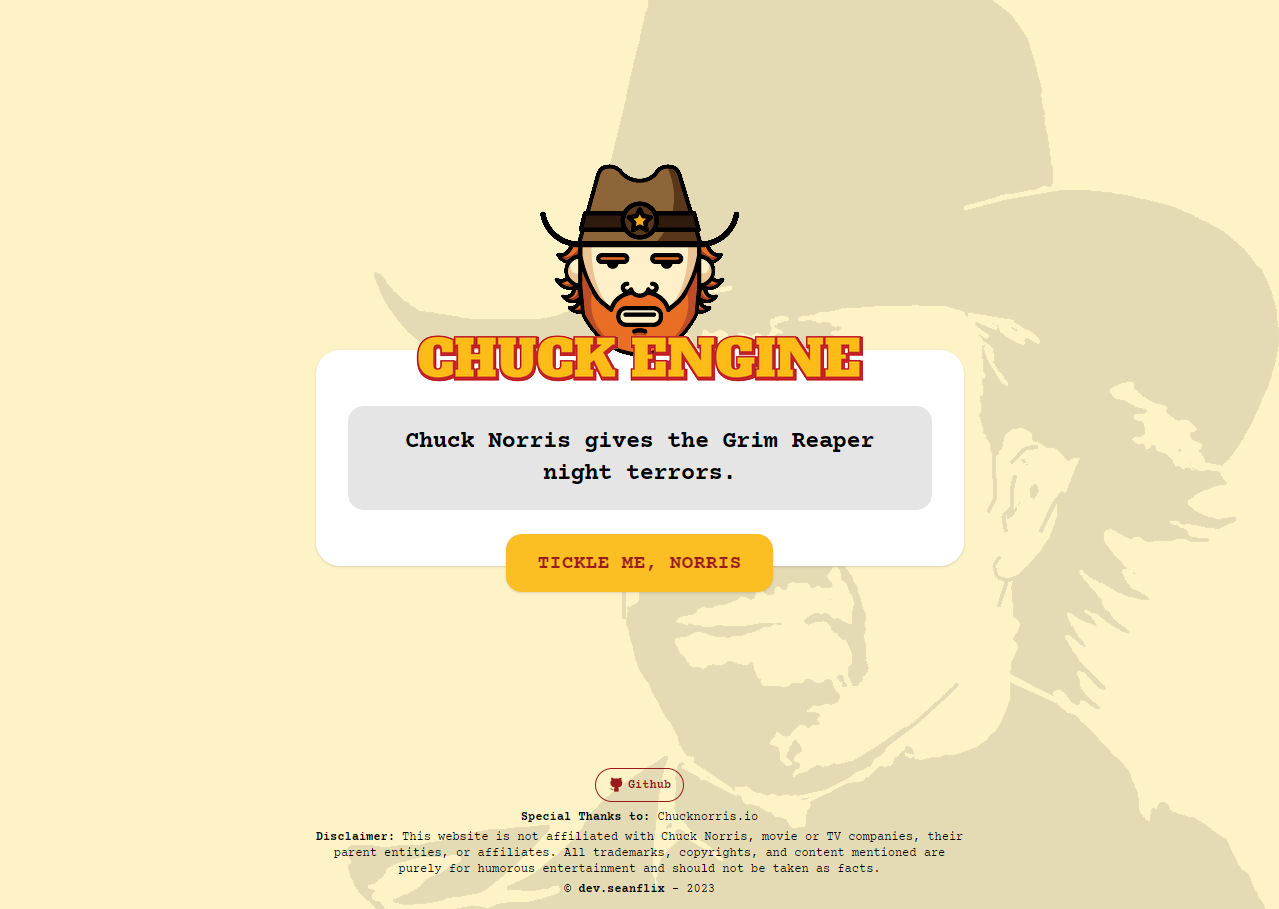 CHUCK ENGINE
Chuck Norris gives the Grim Reaper
night terrors.
TICKLE ME, NORRIS
Github
Special Thanks to: Chucknorris.io
Disclaimer: This website is not affiliated with Chuck Norris, movie or TV companies, their
parent entities, or affiliates. All trademarks, copyrights, and content mentioned are
purely for humorous entertainment and should not be taken as facts.
© dev.seanflix - 2023